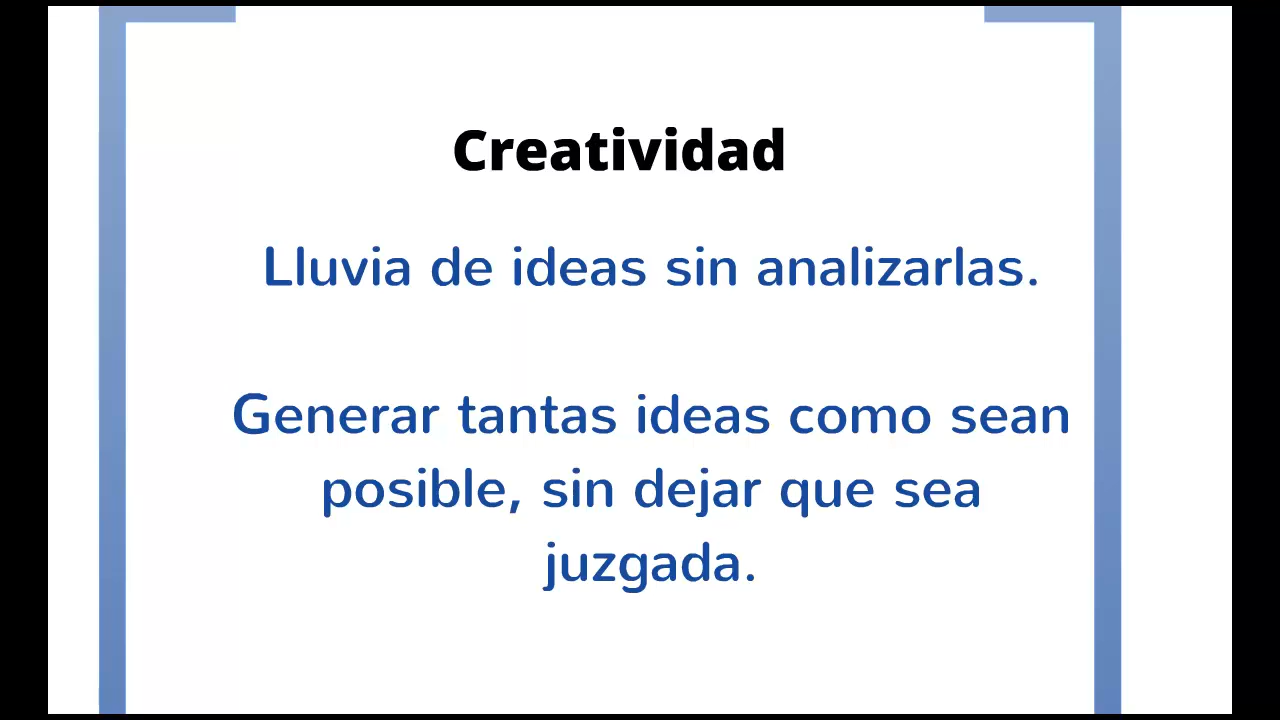 Creatividad
Lluvia de ideas sin analizarlas.
Generar tantas ideas como sean
posible, sin dejar que sea
juzgada.